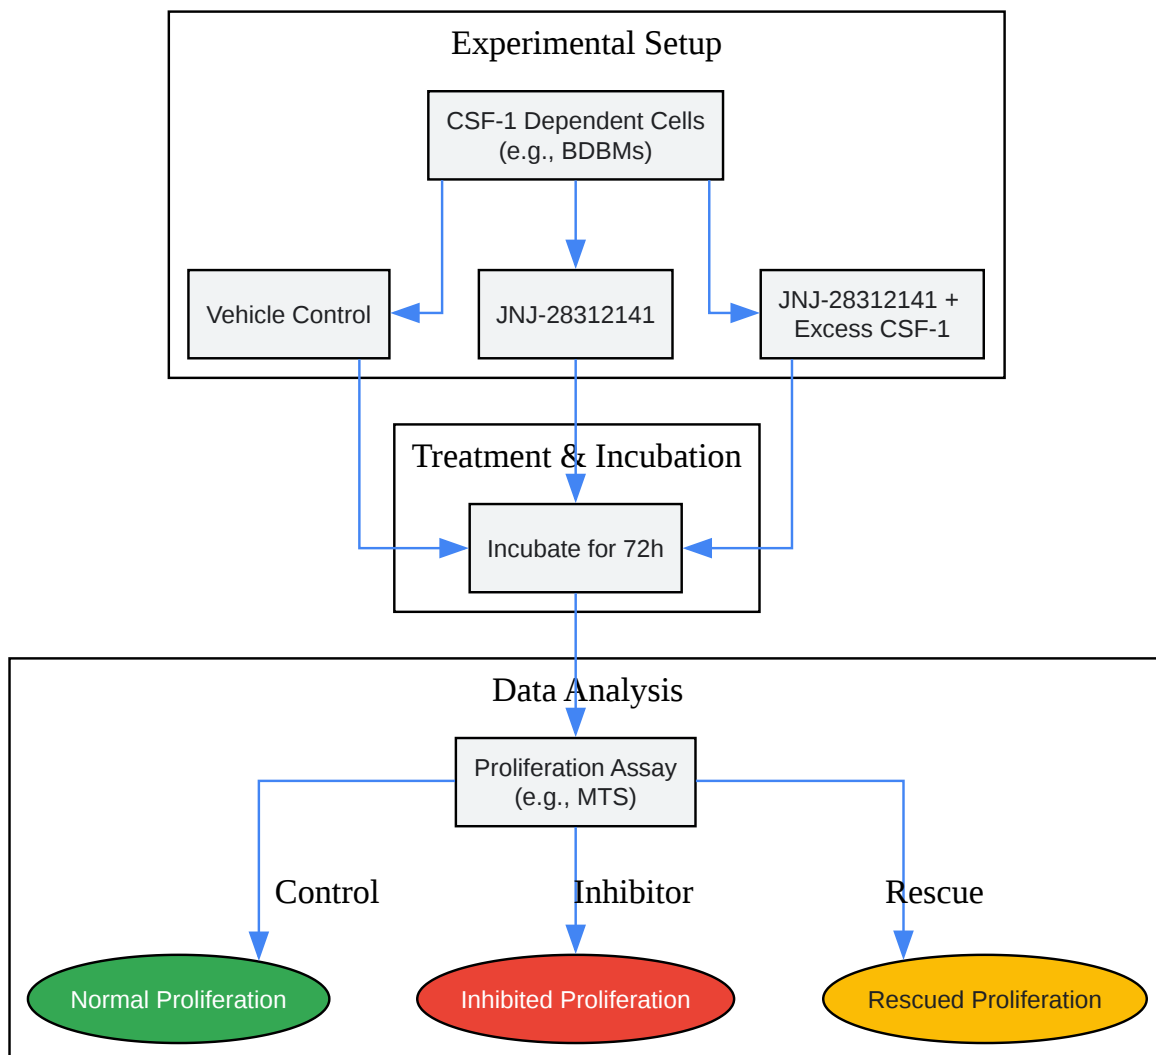 Experimental Setup
CSF-1 Dependent Cells
(e.g., BDBMs)
Vehicle Control
JNJ-28312141
JNJ-28312141 +
Excess CSF-1
Treatment & Incubation
Incubate for 72h
Data Analysis
Proliferation Assay
(e.g., MTS)
Control
Inhibitor
Rescue
Normal Proliferation
Inhibited Proliferation
Rescued Proliferation